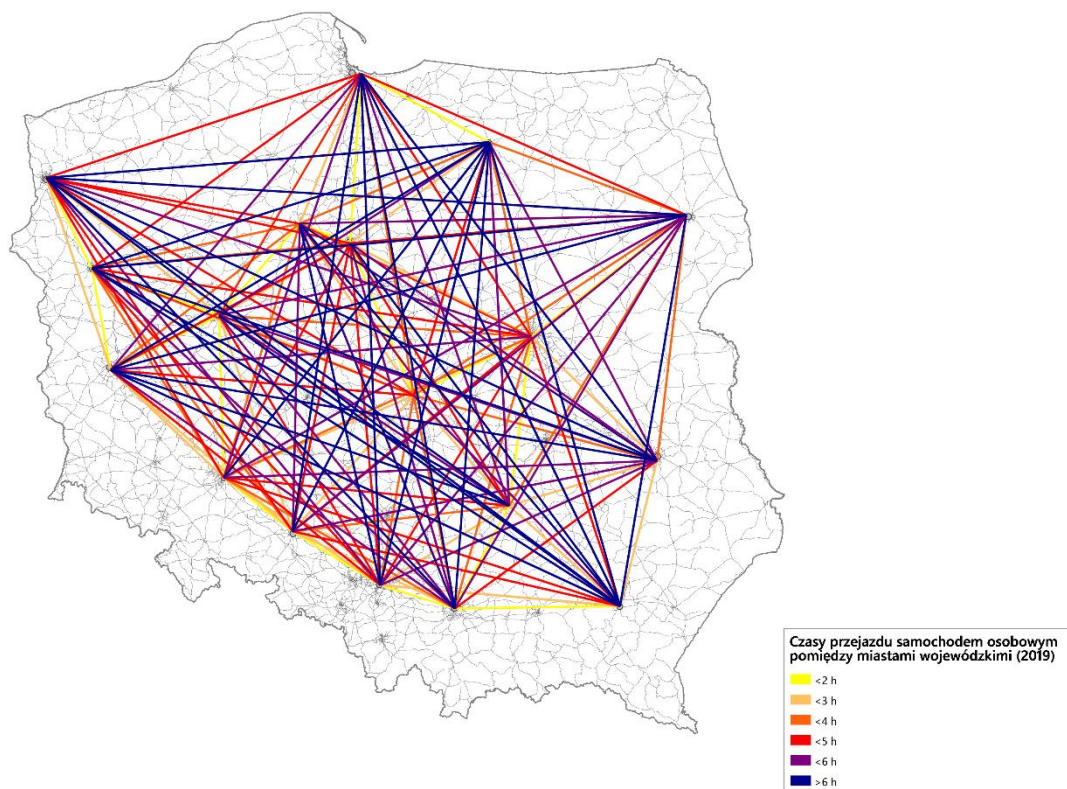 Czasy przejazdu samochodem osobowym
pomiędzy miastami wojewódzkimi (2019)
<2 h
<3 h
<4 h
<5 h
<6 h
>6 h